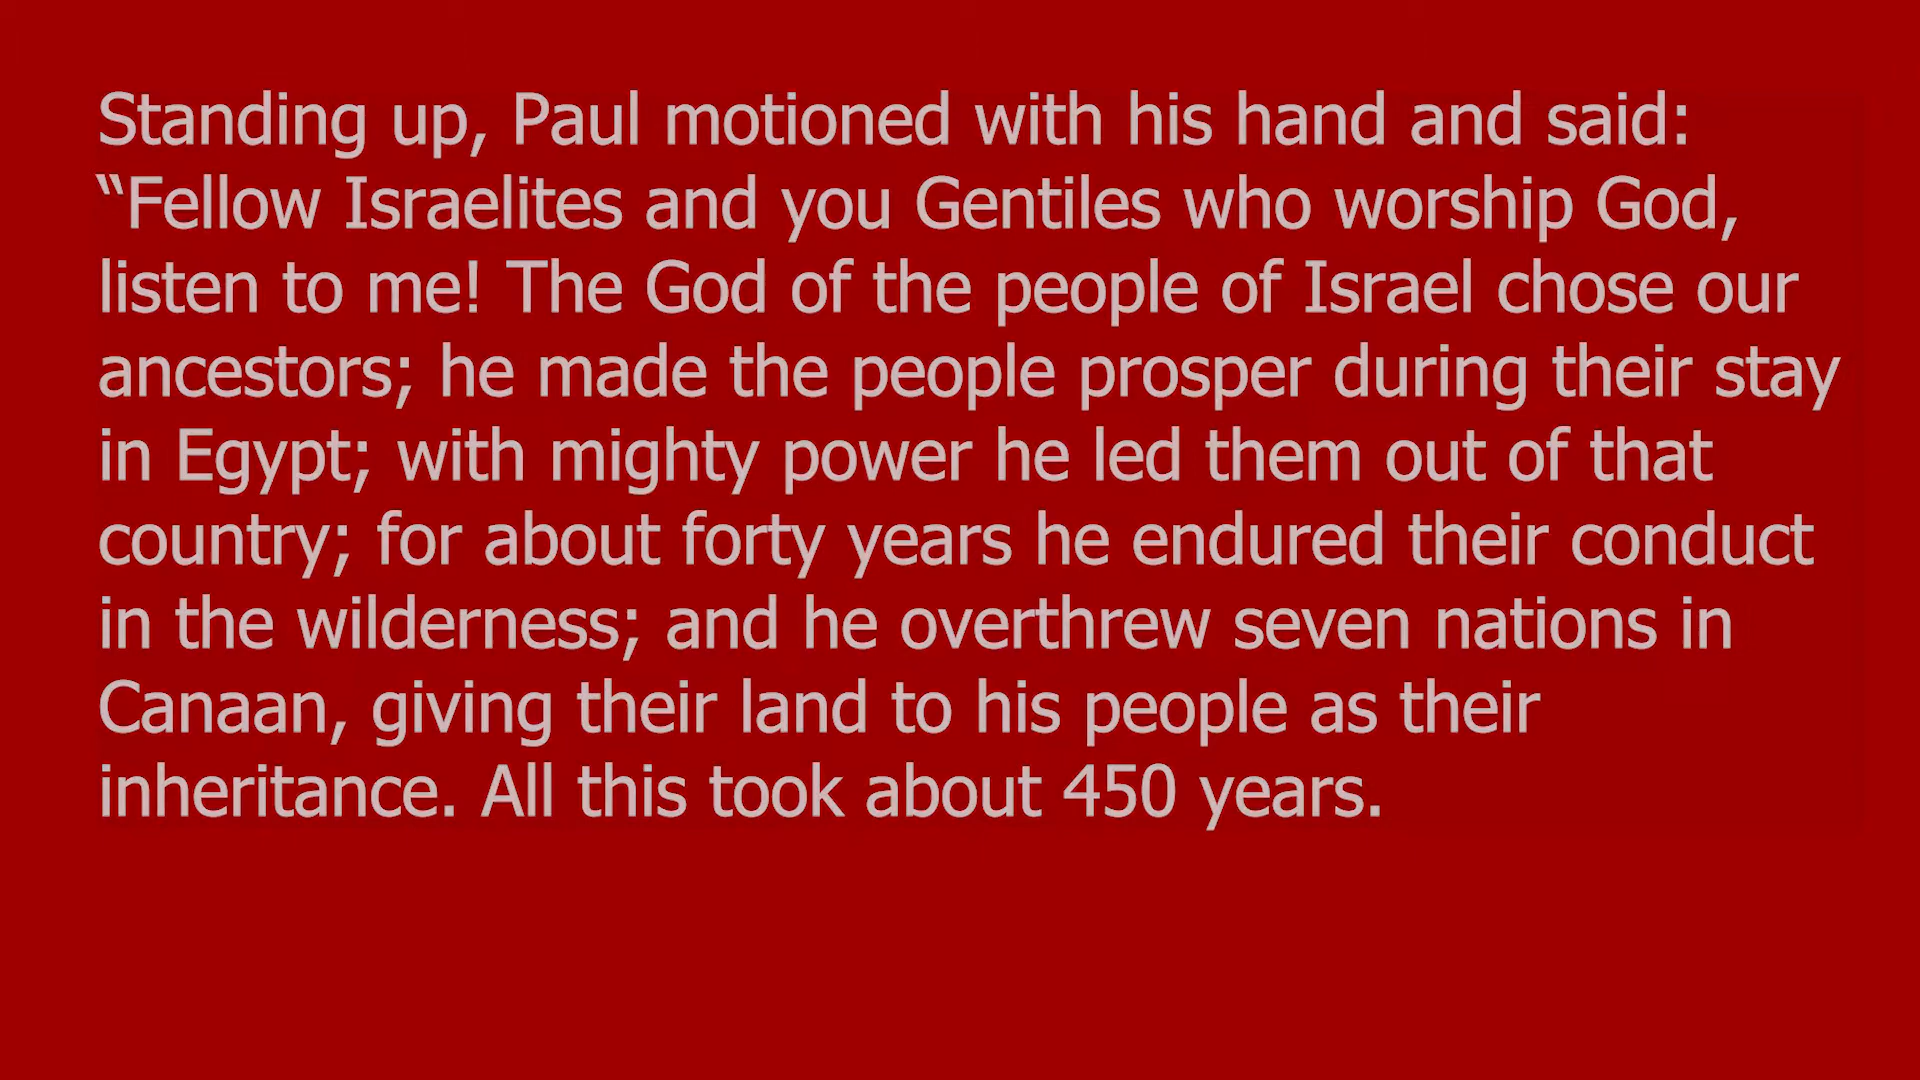 Standing up, Paul motioned with his hand and said:
“Fellow Israelites and you Gentiles who worship God,
listen to me! The God of the people of Israel chose our
ancestors; he made the people prosper during their stay
in Egypt; with mighty power he led them out of that
country; for about forty years he endured their conduct
in the wilderness; and he overthrew seven nations in
Canaan, giving their land to his people as their
inheritance. All this took about 450 years.